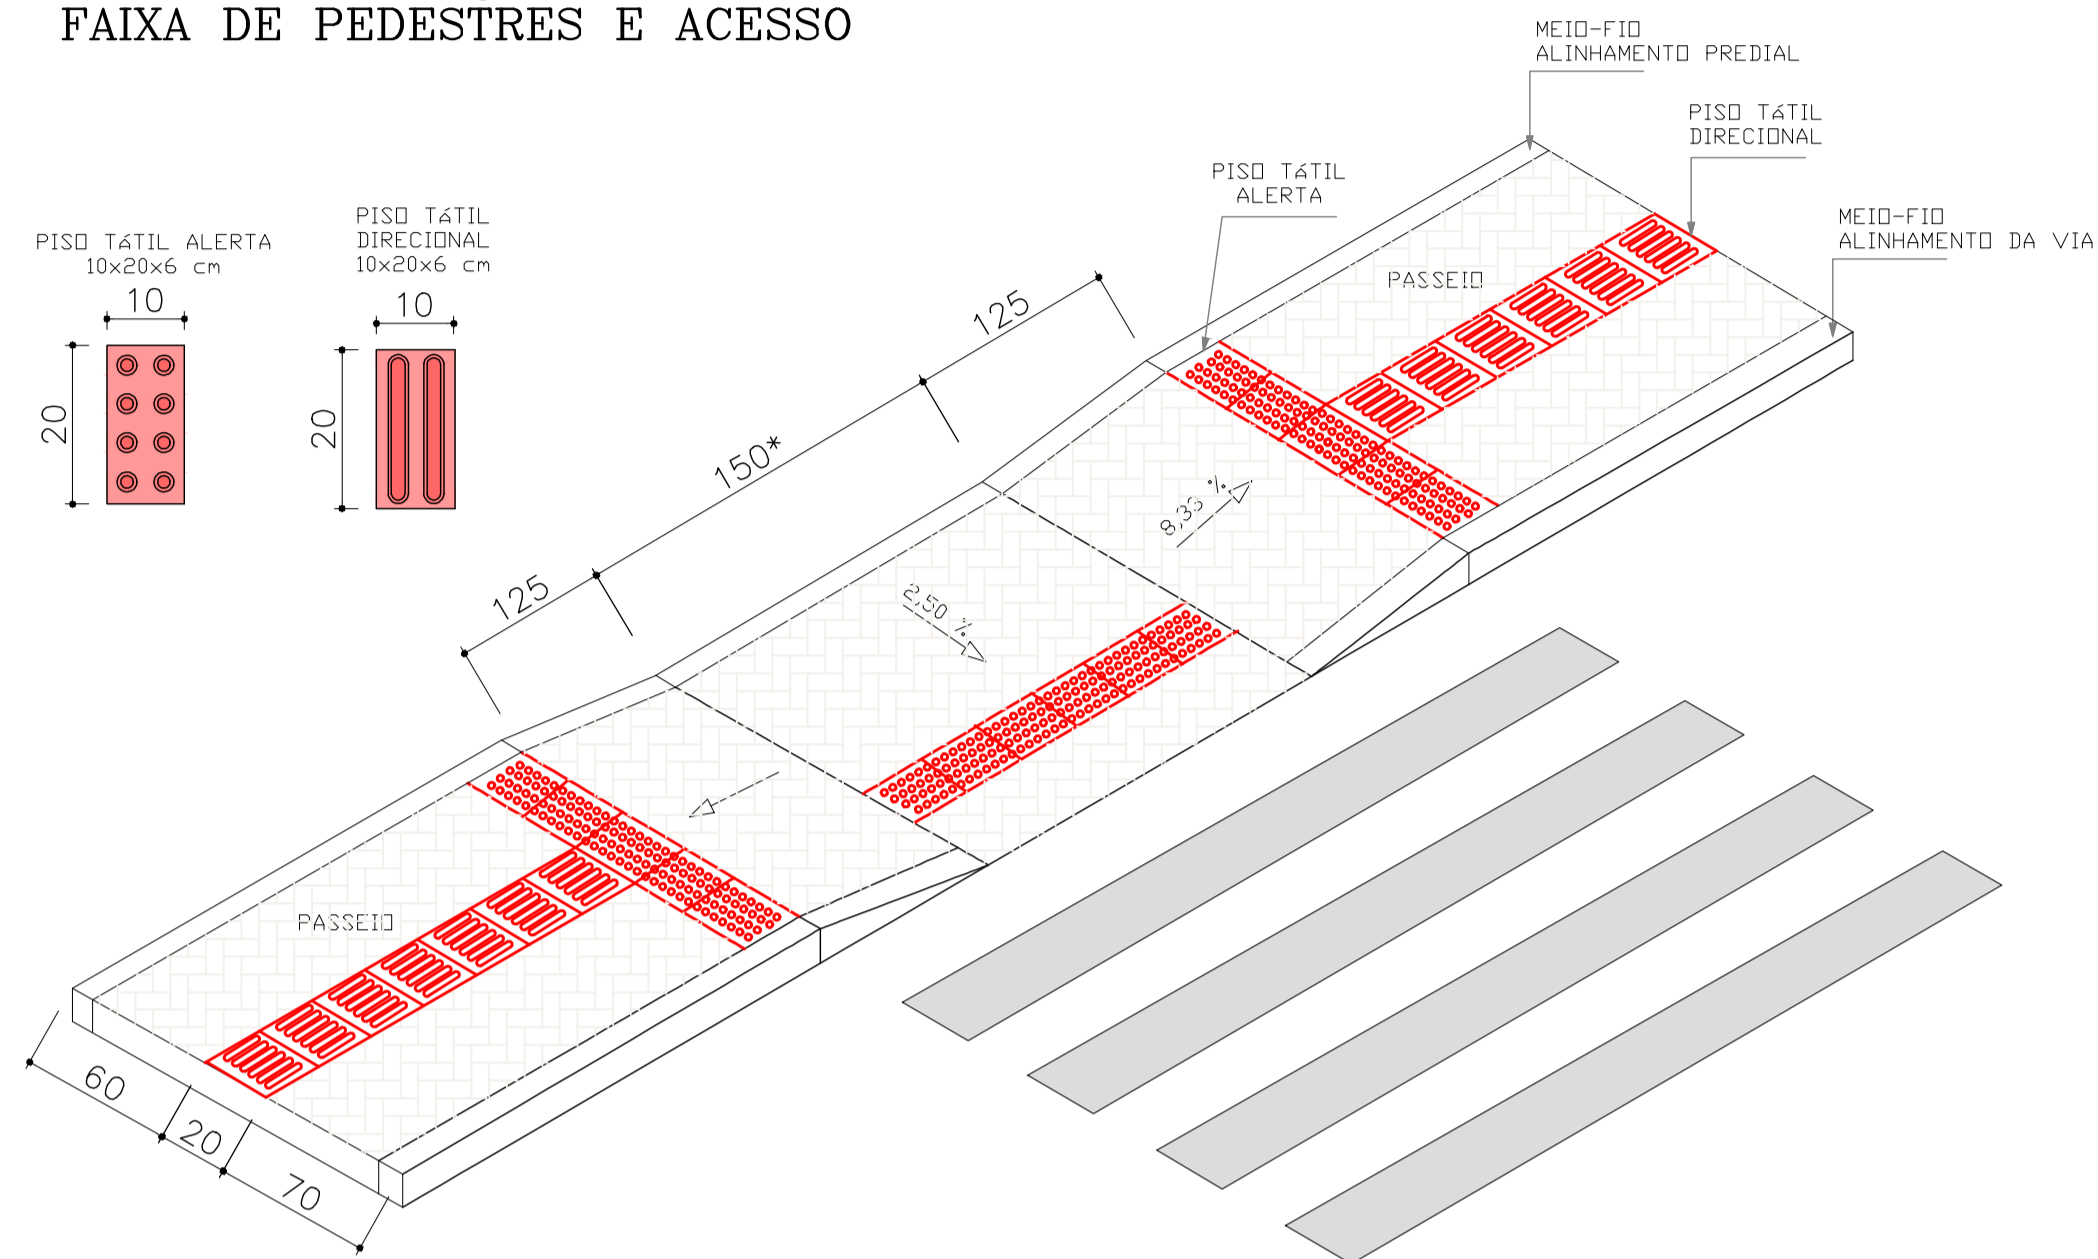 FAIXA DE PEDESTRES E ACESSO
MEIO-FIO
ALINHAMENTO PREDIAL
PISO TáTIL
DIRECIONAL
PISO TáTIL
ALERTA
MEIO-FIO
ALINHAMENTO DA VIA
PISO TáTIL ALERTA
10x20x6 cm
10
20
PISO TáTIL
DIRECIONAL
10x20x6 cm
10
20
125
150*
125
PASSEIO
8,33 %
2,50 %
PASSEIO
60
20
70